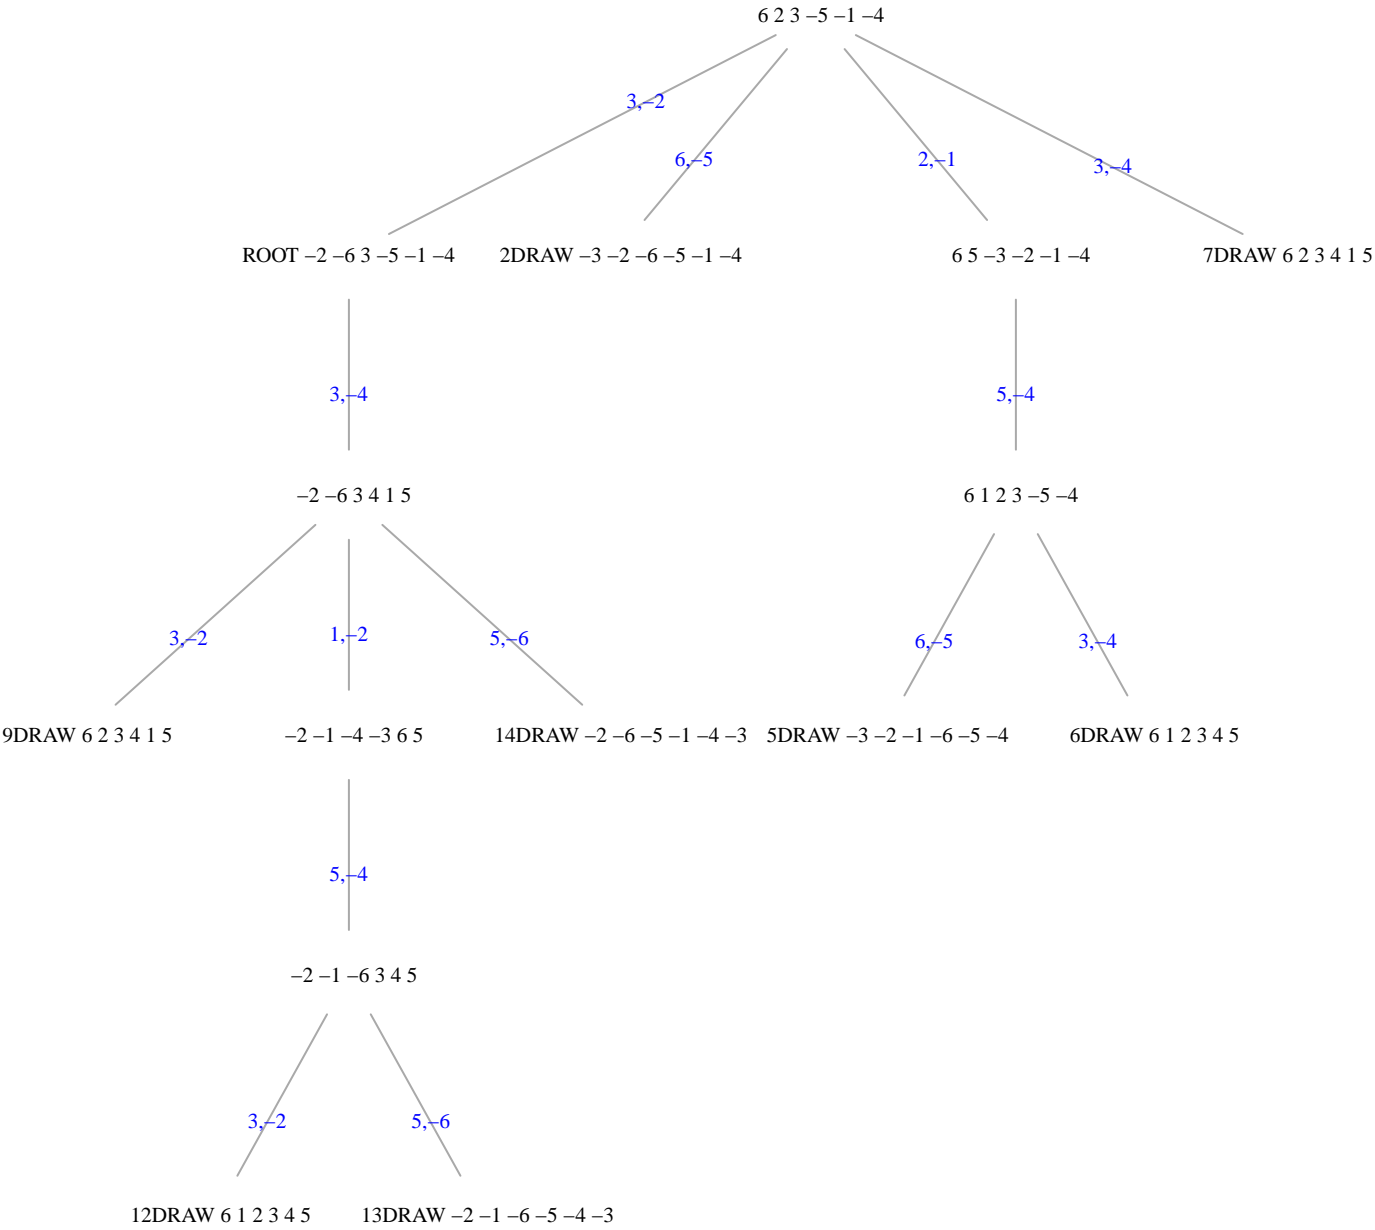 6 2 3 –5 –1 –4
3,–2
6,–5
2,–1
3,–4
ROOT –2 –6 3 –5 –1 –4
2DRAW –3 –2 –6 –5 –1 –4
6 5 –3 –2 –1 –4
7DRAW 6 2 3 4 1 5
3,–4
5,–4
–2 –6 3 4 1 5
6 1 2 3 –5 –4
3,–2
1,–2
5,–6
6,–5
3,–4
9DRAW 6 2 3 4 1 5
–2 –1 –4 –3 6 5
14DRAW –2 –6 –5 –1 –4 –3
5DRAW –3 –2 –1 –6 –5 –4
6DRAW 6 1 2 3 4 5
5,–4
–2 –1 –6 3 4 5
3,–2
5,–6
12DRAW 6 1 2 3 4 5
13DRAW –2 –1 –6 –5 –4 –3